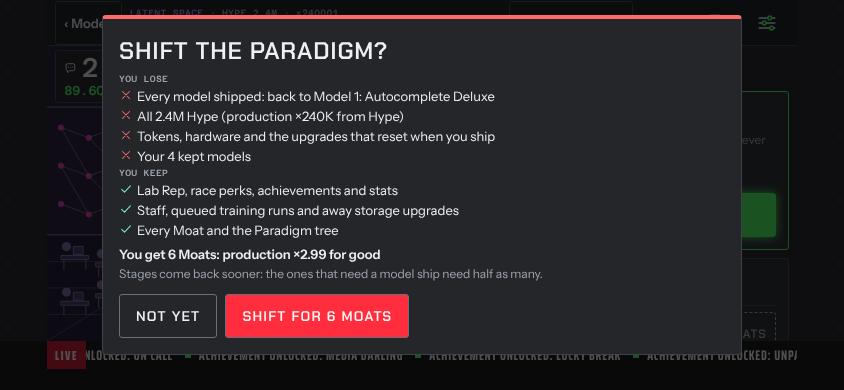 ‹ Mode
LATENT SPACE · HYPE 2.4M · ×240001
2
89.60
SHIFT THE PARADIGM?
YOU LOSE
Every model shipped: back to Model 1: Autocomplete Deluxe
All 2.4M Hype (production ×240K from Hype)
Tokens, hardware and the upgrades that reset when you ship
Your 4 kept models
YOU KEEP
Lab Rep, race perks, achievements and stats
Staff, queued training runs and away storage upgrades
Every Moat and the Paradigm tree
You get 6 Moats: production ×2.99 for good
Stages come back sooner: the ones that need a model ship need half as many.
NOT YET
SHIFT FOR 6 MOATS
ever
ATS
LIVE
NLOCKED: ON CALL ACHIEVEMENT UNLOCKED: MEDIA DARLING ACHIEVEMENT UNLOCKED: LUCKY BREAK ACHIEVEMENT UNLOCKED: UNPA